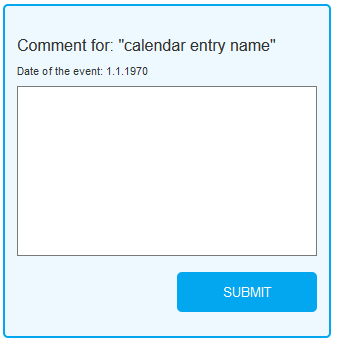 Comment for: "calendar entry name"
Date of the event: 1.1.1970
SUBMIT